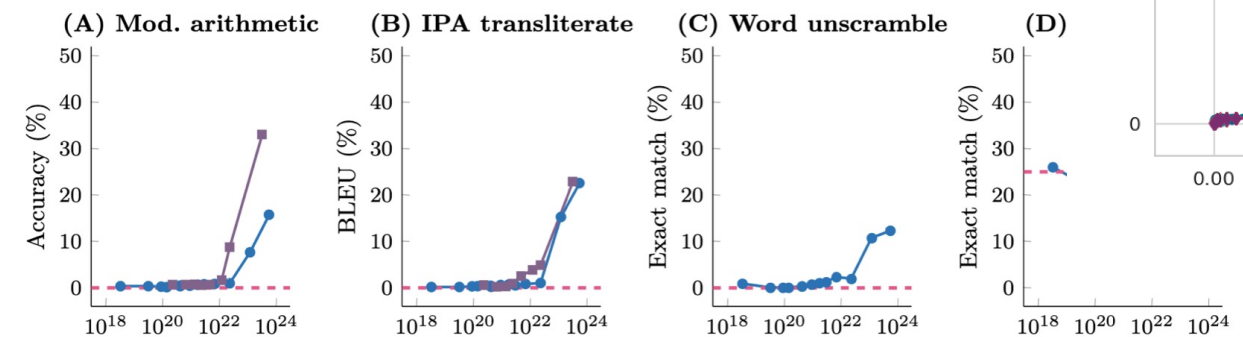 (A) Mod. arithmetic
Accuracy (%)
50
40
30
20
10
0
10^18 10^20 10^22 10^24
(B) IPA transliterate
BLEU (%)
50
40
30
20
10
0
10^18 10^20 10^22 10^24
(C) Word unscramble
Exact match (%)
50
40
30
20
10
0
10^18 10^20 10^22 10^24
(D)
Exact match (%)
50
40
30
20
10
0
10^18 10^20 10^22 10^24
0
0.00